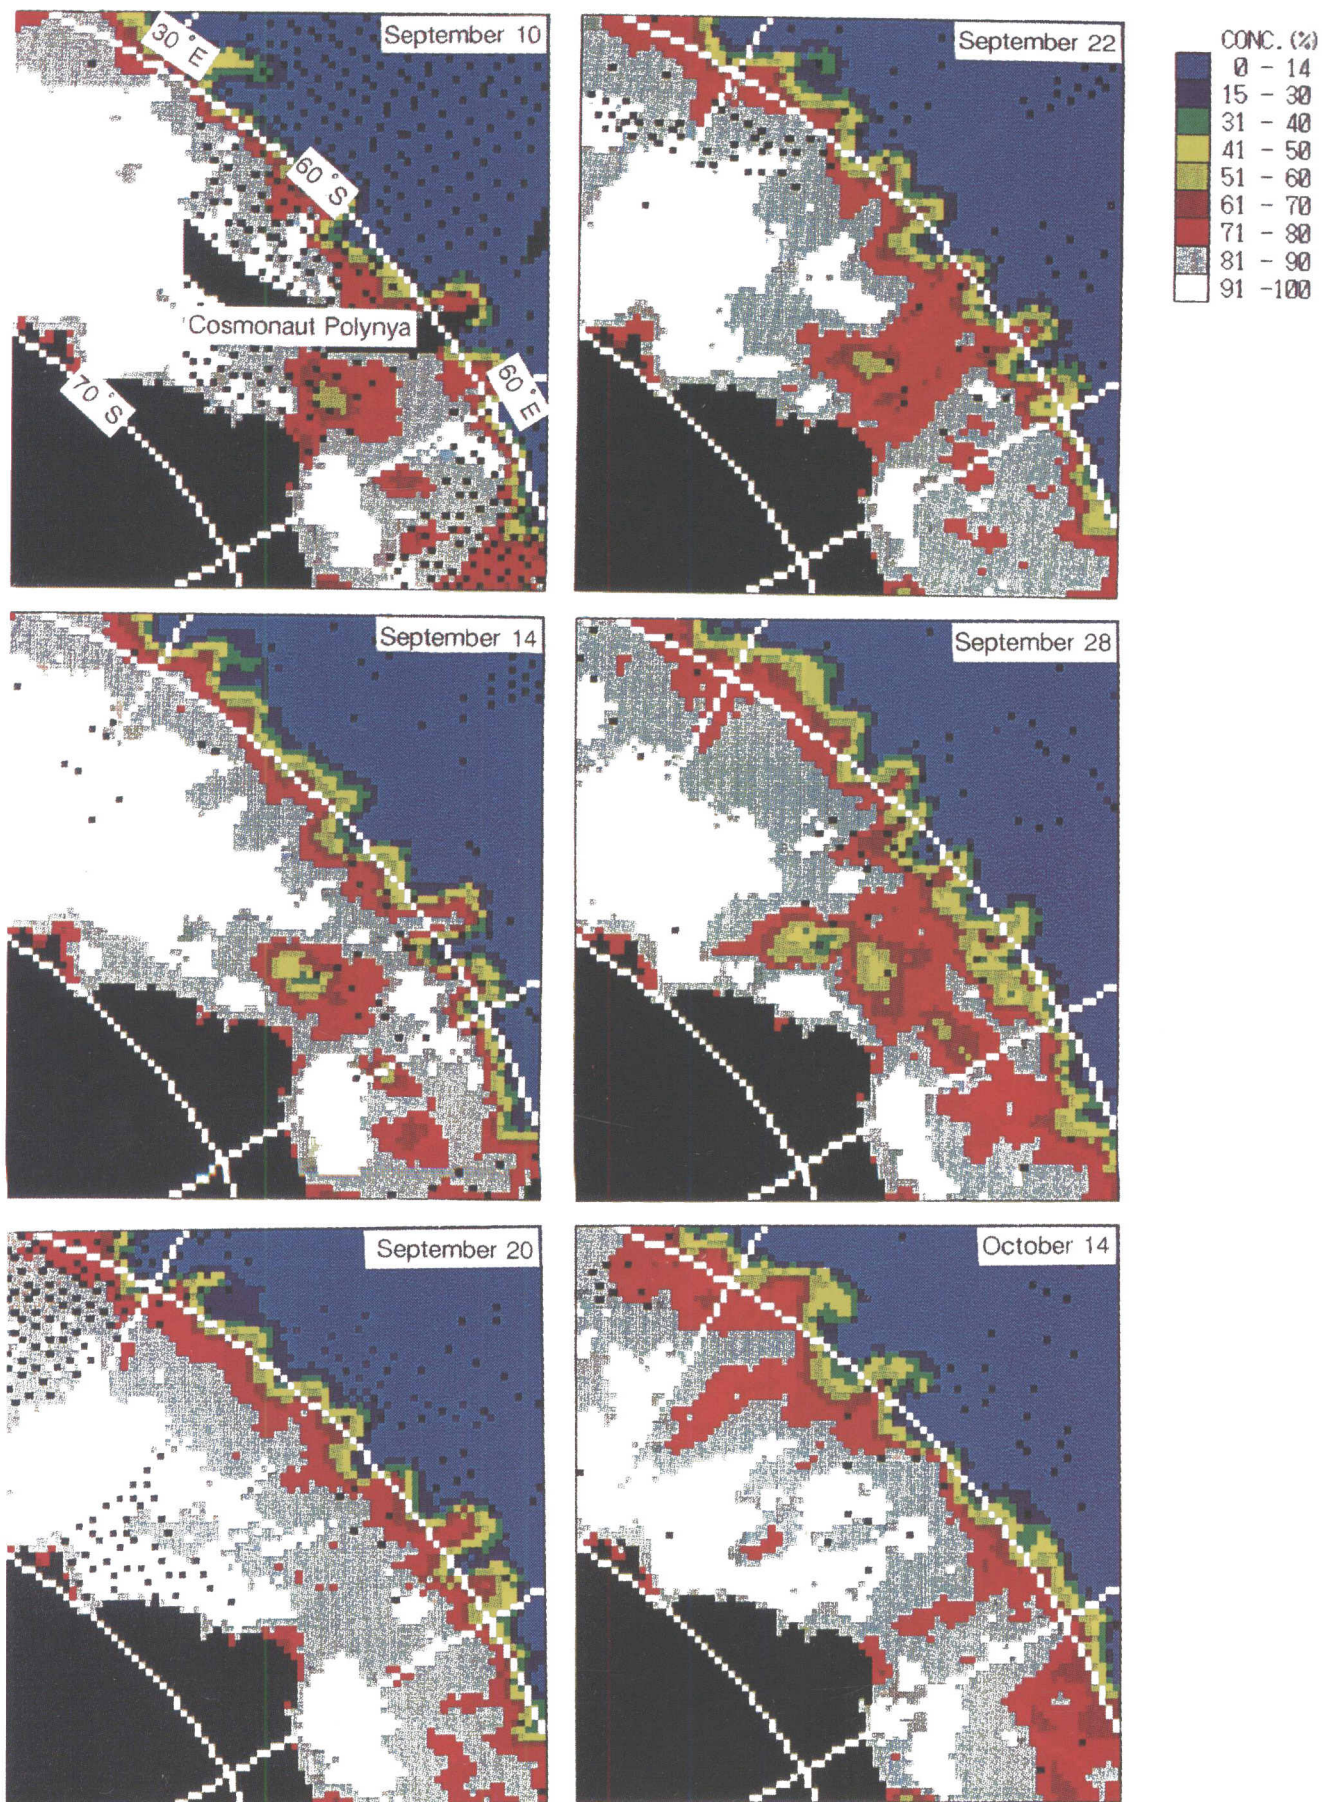 September 10
30°E
60°S
Cosmonaut Polynya
60°E
70°S
September 22
CONC. (%)
0 - 14
15 - 30
31 - 40
41 - 50
51 - 60
61 - 70
71 - 80
81 - 90
91 -100
September 14
September 28
September 20
October 14